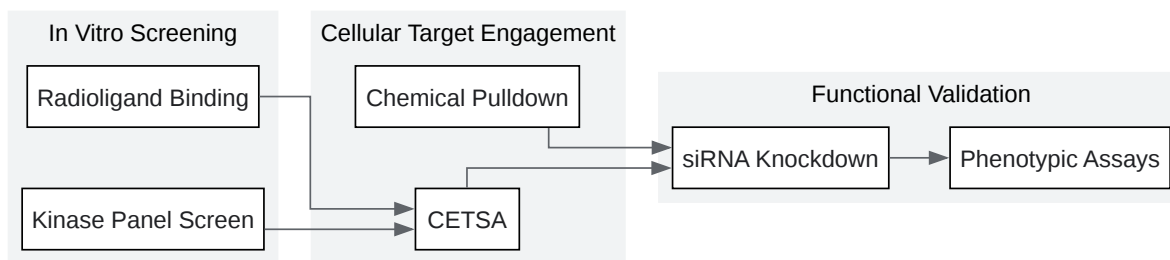 In Vitro Screening
Radioligand Binding
Kinase Panel Screen
Cellular Target Engagement
Chemical Pulldown
CETSA
Functional Validation
siRNA Knockdown
Phenotypic Assays